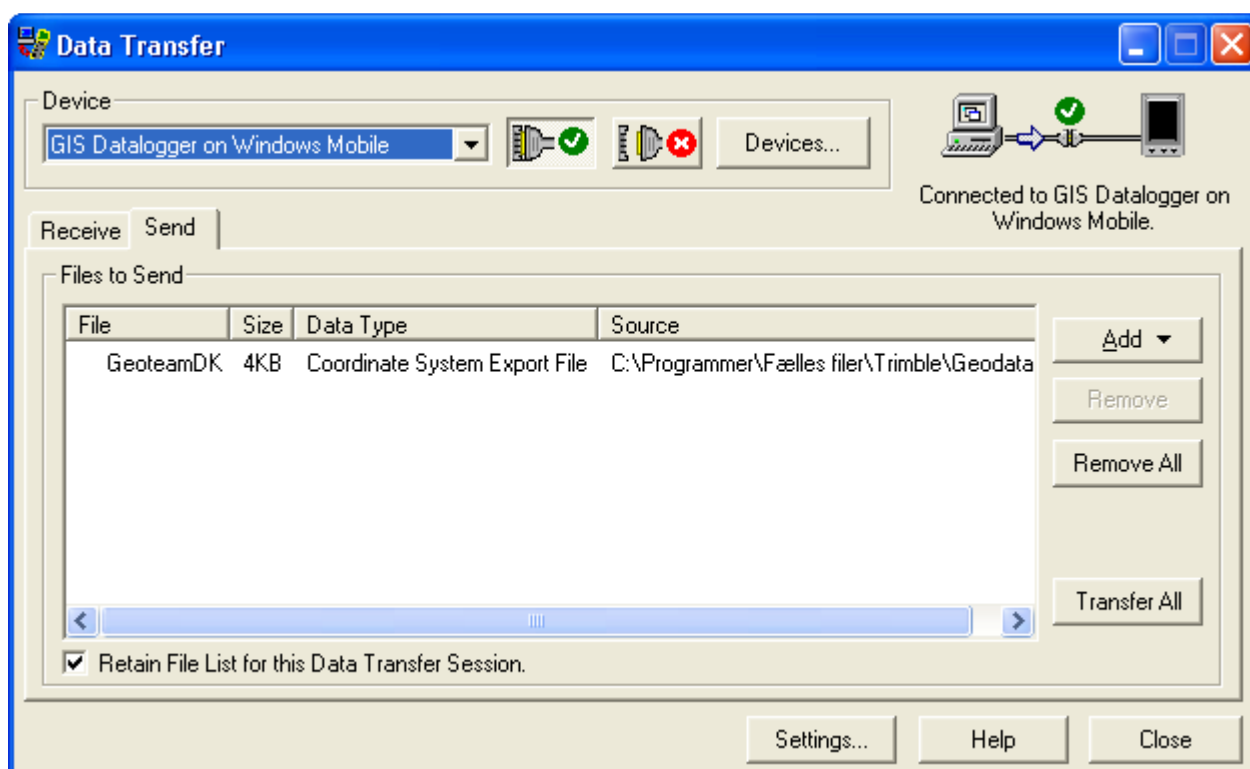 Data Transfer
Device
GIS Datalogger on Windows Mobile
Devices...
Connected to GIS Datalogger on
Windows Mobile.
Receive
Send
Files to Send
File Size Data Type Source
GeoteamDK 4KB Coordinate System Export File C:\Programmer\Fælles filer\Trimble\Geodata
Add
Remove
Remove All
Transfer All
Retain File List for this Data Transfer Session.
Settings...
Help
Close